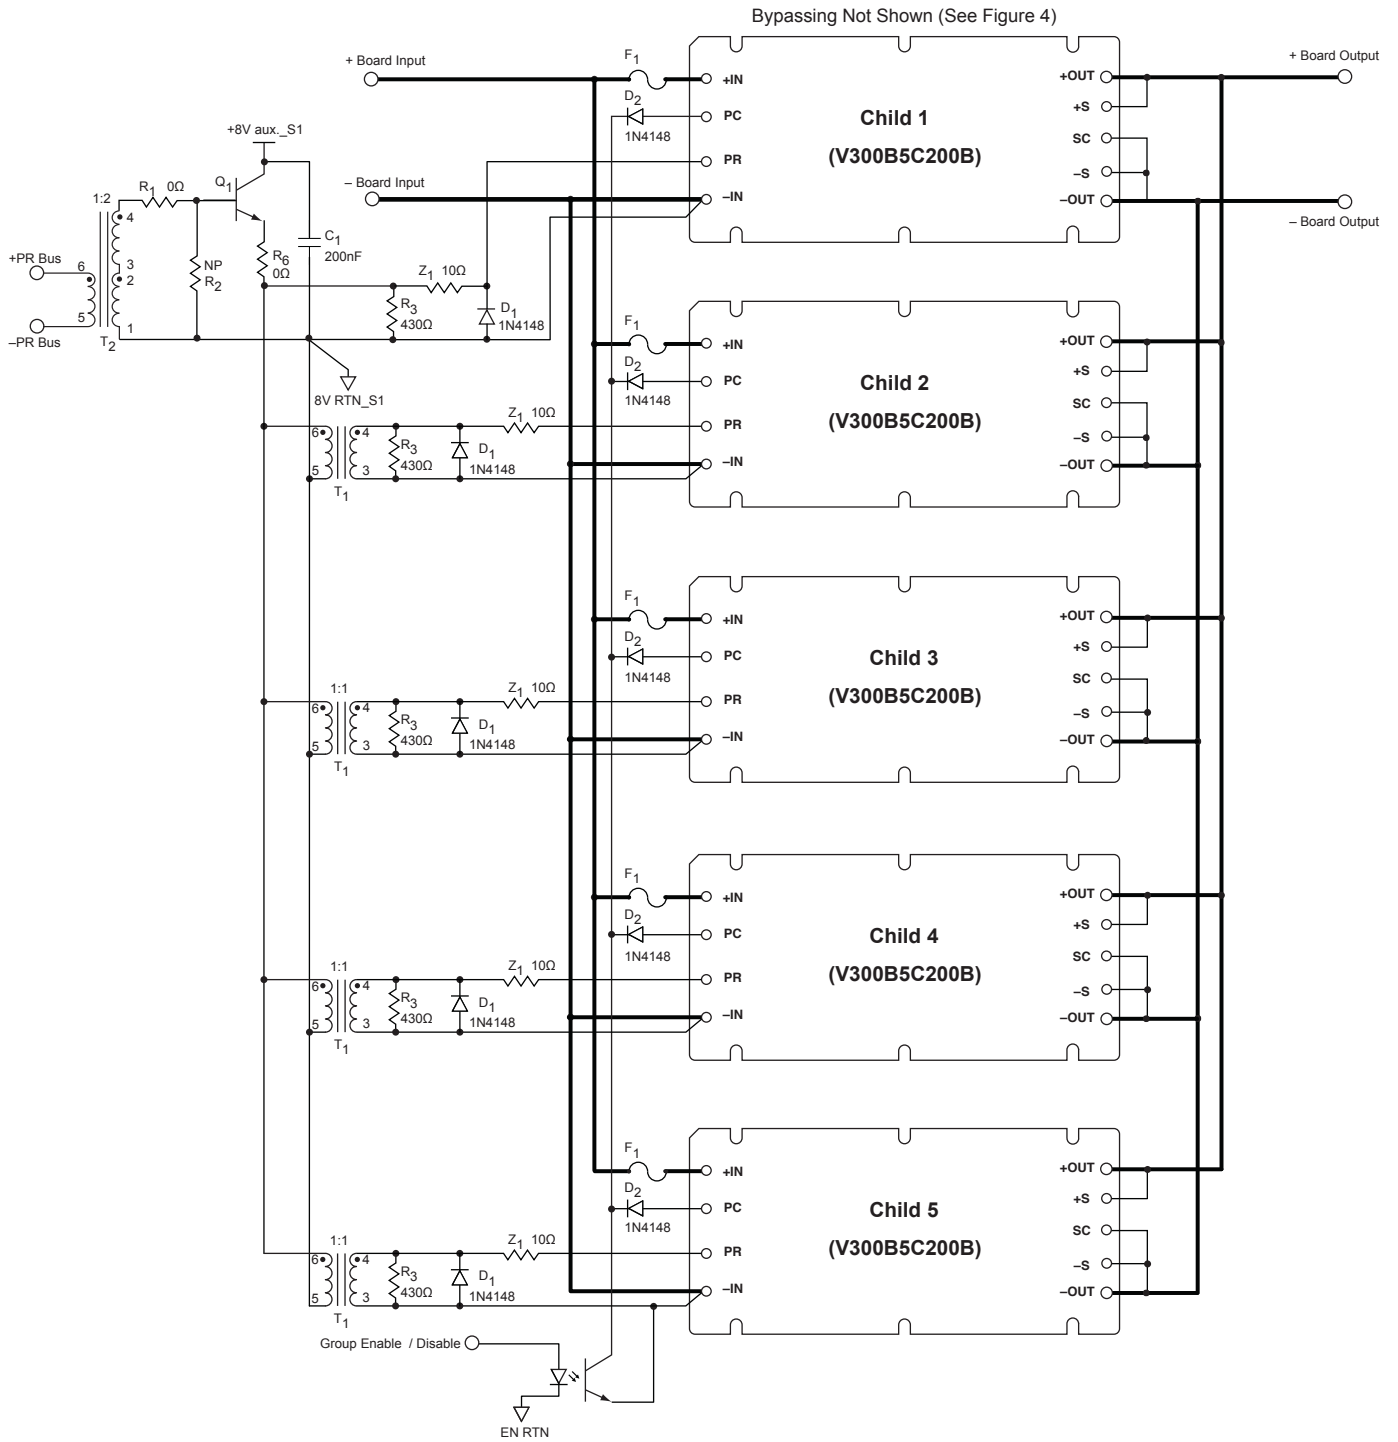 Bypassing Not Shown (See Figure 4)
+ Board Input
F1
+IN
D2
1N4148
PC
PR
– Board Input
–IN
Child 1
(V300B5C200B)
+OUT
+S
SC
–S
–OUT
+ Board Output
– Board Output
+8V aux._S1
1:2
R1 0Ω
Q1
4
3
2
1
6
5
+PR Bus
–PR Bus
T2
NP
R2
R6
0Ω
C1
200nF
Z1 10Ω
R3
430Ω
D1
1N4148
8V RTN_S1
F1
+IN
D2
1N4148
PC
PR
–IN
Child 2
(V300B5C200B)
+OUT
+S
SC
–S
–OUT
6
5
4
3
T1
R3
430Ω
D1
1N4148
Z1 10Ω
F1
+IN
D2
1N4148
PC
PR
–IN
Child 3
(V300B5C200B)
+OUT
+S
SC
–S
–OUT
1:1
6
5
4
3
T1
R3
430Ω
D1
1N4148
Z1 10Ω
F1
+IN
D2
1N4148
PC
PR
–IN
Child 4
(V300B5C200B)
+OUT
+S
SC
–S
–OUT
1:1
6
5
4
3
T1
R3
430Ω
D1
1N4148
Z1 10Ω
F1
+IN
D2
1N4148
PC
PR
–IN
Child 5
(V300B5C200B)
+OUT
+S
SC
–S
–OUT
1:1
6
5
4
3
T1
R3
430Ω
D1
1N4148
Z1 10Ω
Group Enable / Disable
EN RTN